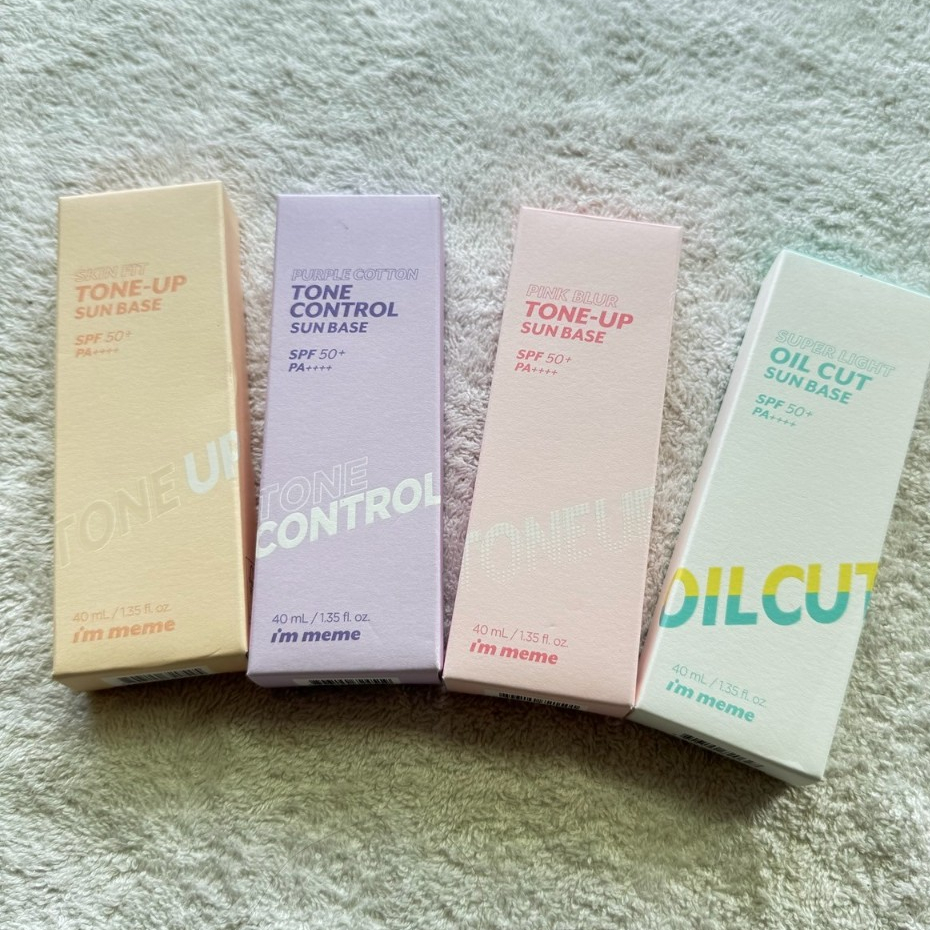 SKIN FIT
TONE-UP
SUN BASE
SPF 50+
PA++++
TONE UP
40 mL / 1.35 fl. oz.
i'm meme
PURPLE COTTON
TONE
CONTROL
SUN BASE
SPF 50+
PA++++
TONE
CONTROL
40 mL / 1.35 fl. oz.
i'm meme
PINK BLUR
TONE-UP
SUN BASE
SPF 50+
PA++++
TONE UP
40 mL / 1.35 fl. oz.
i'm meme
SUPER LIGHT
OIL CUT
SUN BASE
SPF 50+
PA++++
OIL CUT
40 mL / 1.35 fl. oz.
i'm meme